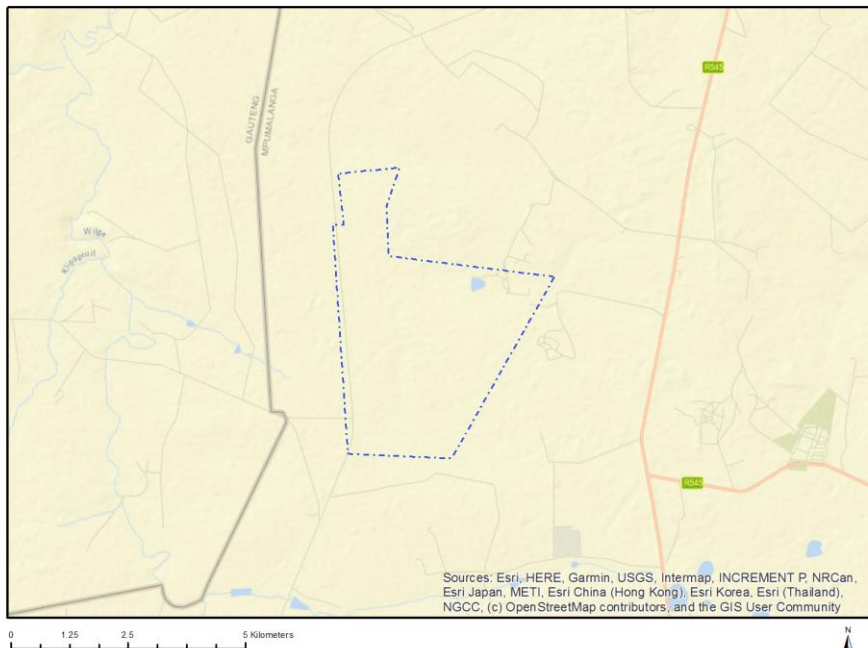 R545
GAUTENG
MPUMALANGA
Wilge
Klipspruit
R545
Sources: Esri, HERE, Garmin, USGS, Intermap, INCREMENT P, NRCan,
Esri Japan, METI, Esri China (Hong Kong), Esri Korea, Esri (Thailand),
NGCC, (c) OpenStreetMap contributors, and the GIS User Community
0 1.25 2.5 5 Kilometers
N